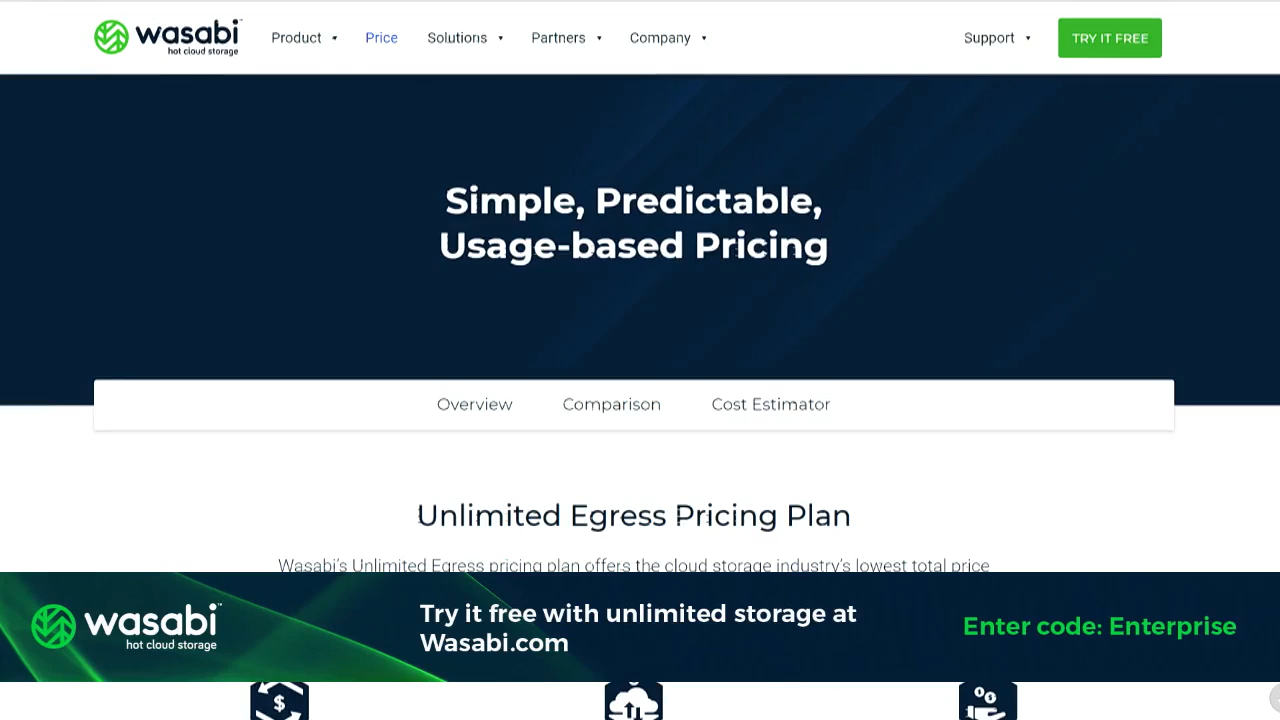 wasabi
hot cloud storage
Product Price Solutions Partners Company Support TRY IT FREE
Simple, Predictable,
Usage-based Pricing
Overview Comparison Cost Estimator
Unlimited Egress Pricing Plan
Wasabi's Unlimited Egress pricing plan offers the cloud storage industry's lowest total price
wasabi™
hot cloud storage
Try it free with unlimited storage at
Wasabi.com
Enter code: Enterprise
$